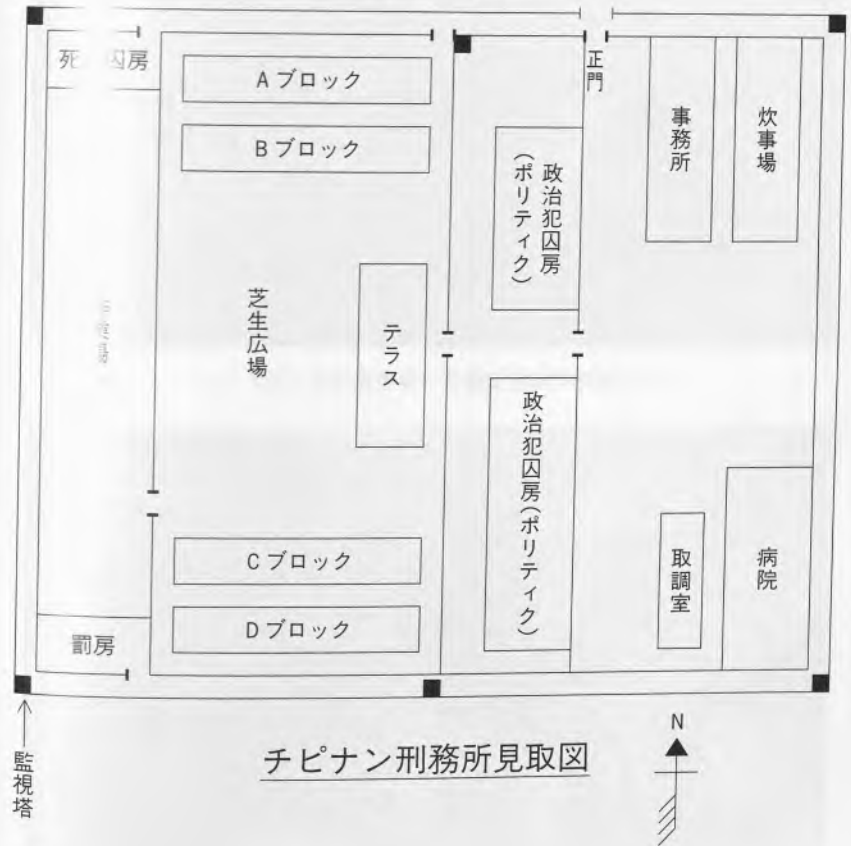 死 囚房
Aブロック
Bブロック
正門
事務所
炊事場
政治犯囚房
(ポリティク)
芝生広場
テラス
政治犯囚房(ポリティク)
Cブロック
Dブロック
罰房
取調室
病院
監視塔
チピナン刑務所見取図
N